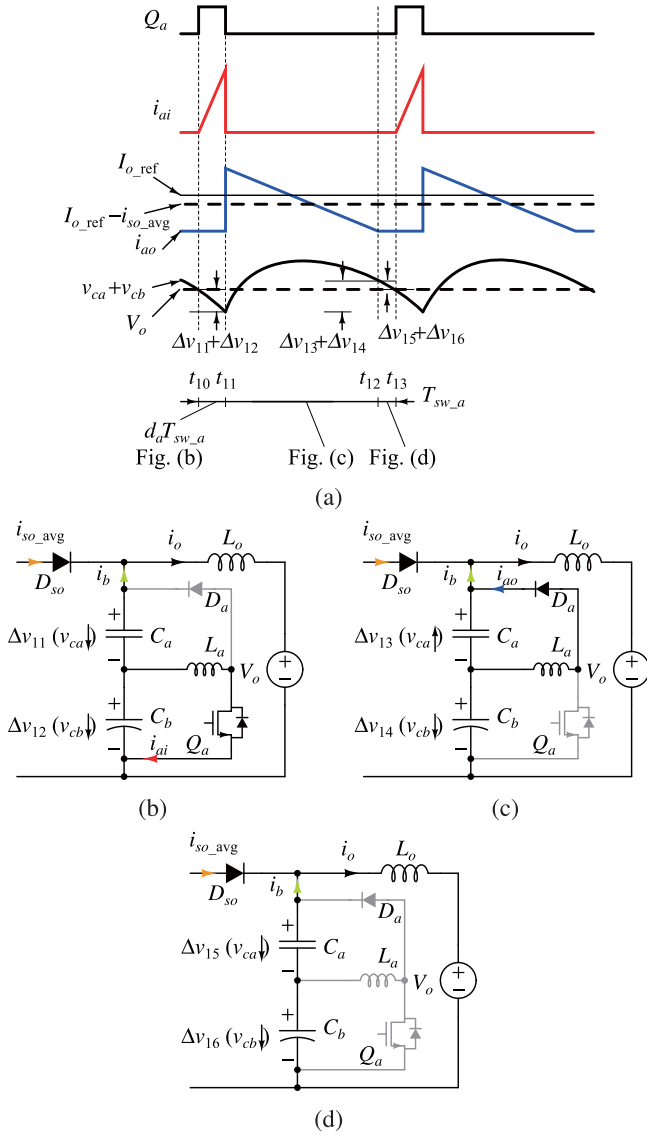 Q_a
i_ai
I_o_ref
I_o_ref − i_so_avg
i_ao
v_ca + v_cb
V_o
Δv_11 + Δv_12 Δv_13 + Δv_14 Δv_15 + Δv_16
t_10 t_11 t_12 t_13 T_sw_a
d_aT_sw_a
Fig. (b) Fig. (c) Fig. (d)
(a)
i_so_avg i_o L_o
D_so i_b D_a
+
Δv_11 (v_ca↓) C_a L_a
−
+ V_o + −
Δv_12 (v_cb↓) C_b
− i_ai Q_a
(b)
i_so_avg i_o L_o
D_so i_b i_ao D_a
+
Δv_13 (v_ca↑) C_a L_a
−
+ V_o + −
Δv_14 (v_cb↓) C_b
− Q_a
(c)
i_so_avg i_o L_o
D_so i_b D_a
+
Δv_15 (v_ca↓) C_a L_a
−
+ V_o + −
Δv_16 (v_cb↓) C_b
− Q_a
(d)